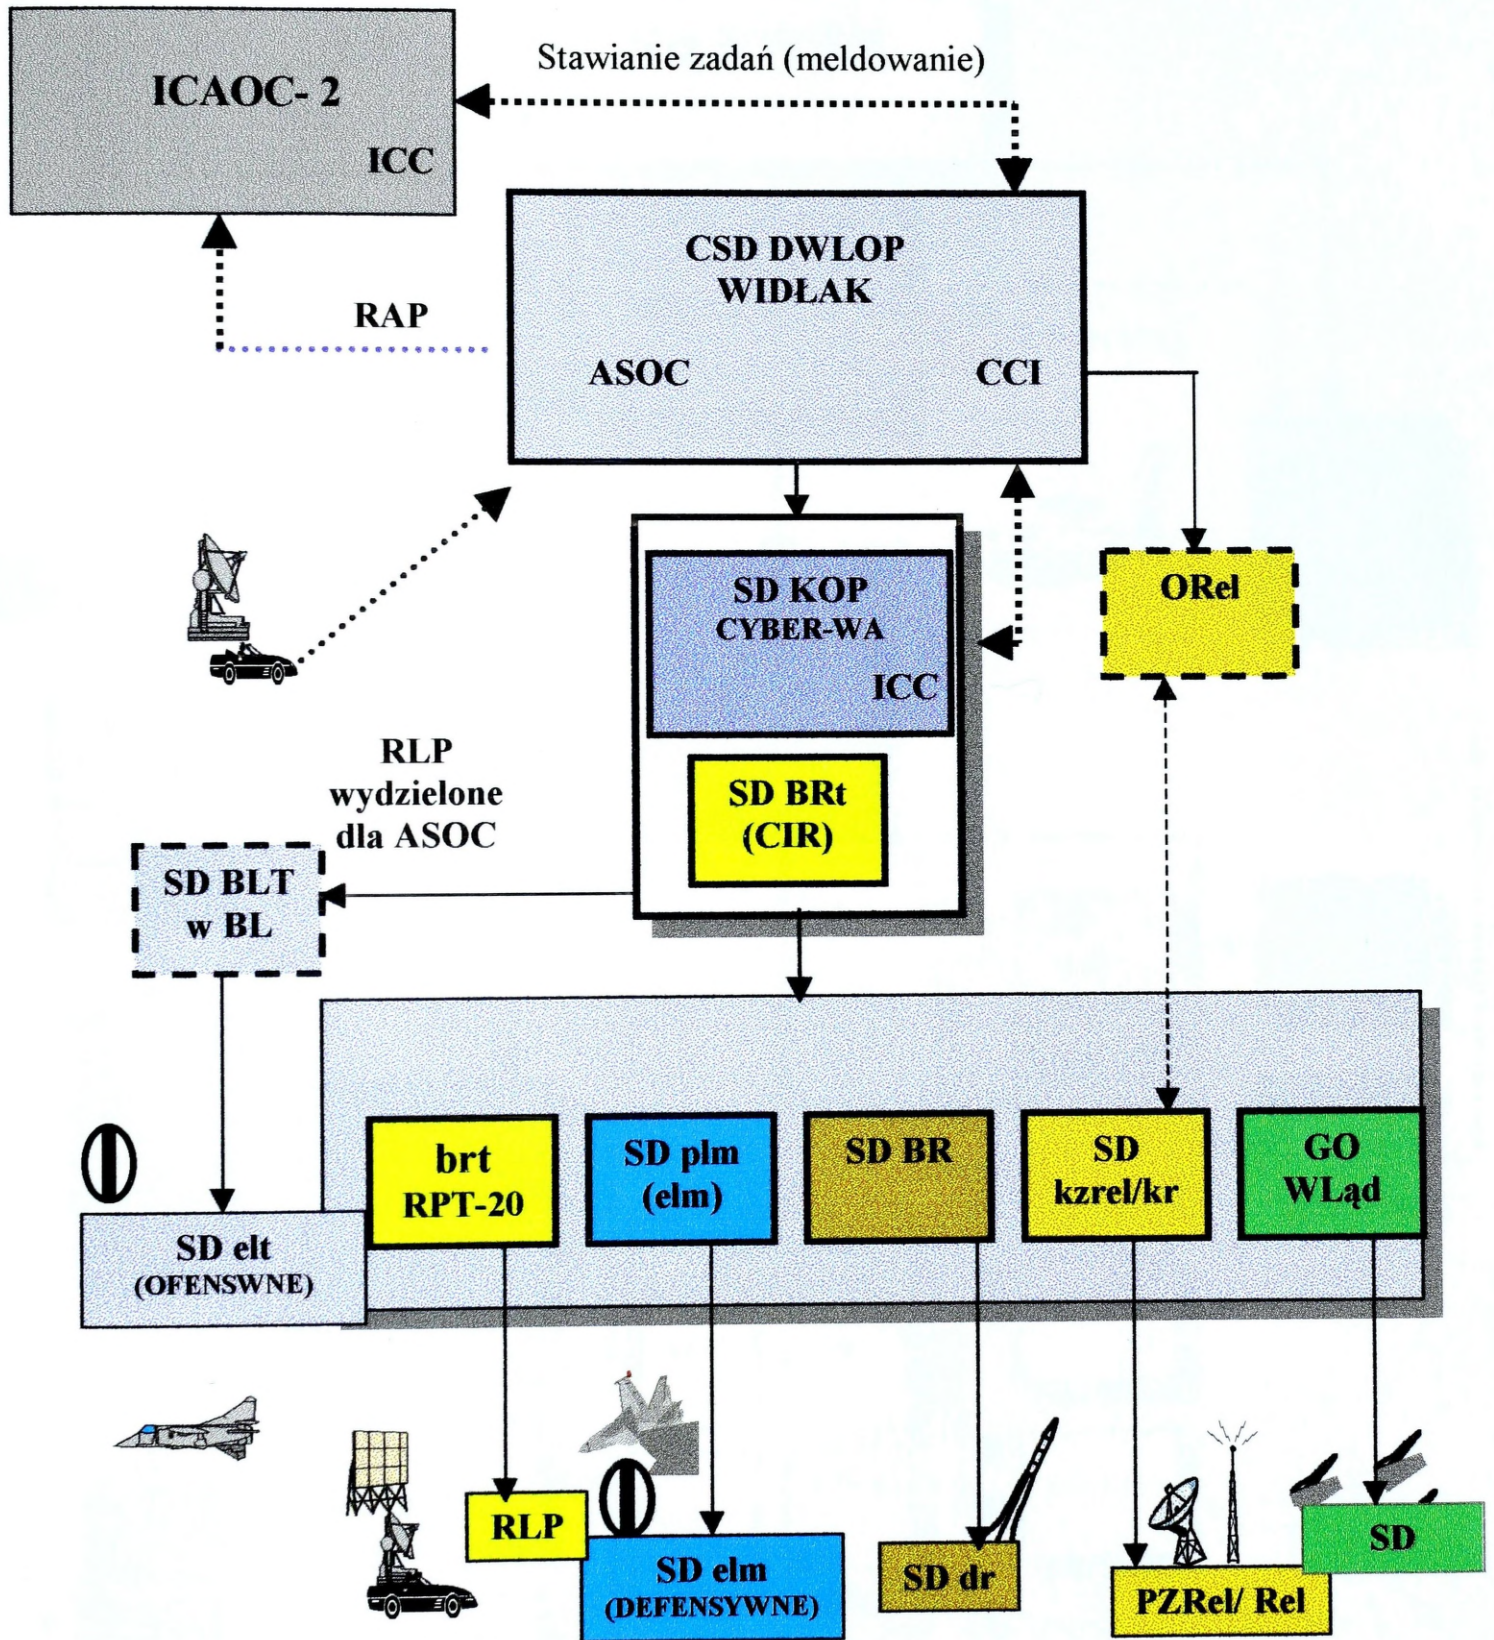 Stawianie zadań (meldowanie)
ICAOC- 2
ICC
CSD DWLOP
WIDŁAK
RAP
ASOC
CCI
SD KOP
CYBER-WA
ICC
ORel
RLP
wydzielone
dla ASOC
SD BRt
(CIR)
SD BLT
w BL
brt
RPT-20
SD plm
(elm)
SD BR
SD
kzrel/kr
GO
WLąd
SD elt
(OFENSWNE)
RLP
SD elm
(DEFENSYWNE)
SD dr
PZRel/ Rel
SD